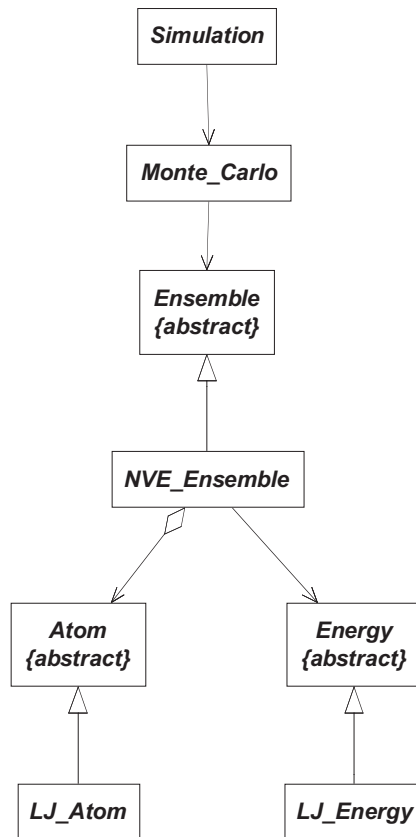 Simulation
Monte_Carlo
Ensemble
{abstract}
NVE_Ensemble
Atom
{abstract}
Energy
{abstract}
LJ_Atom
LJ_Energy